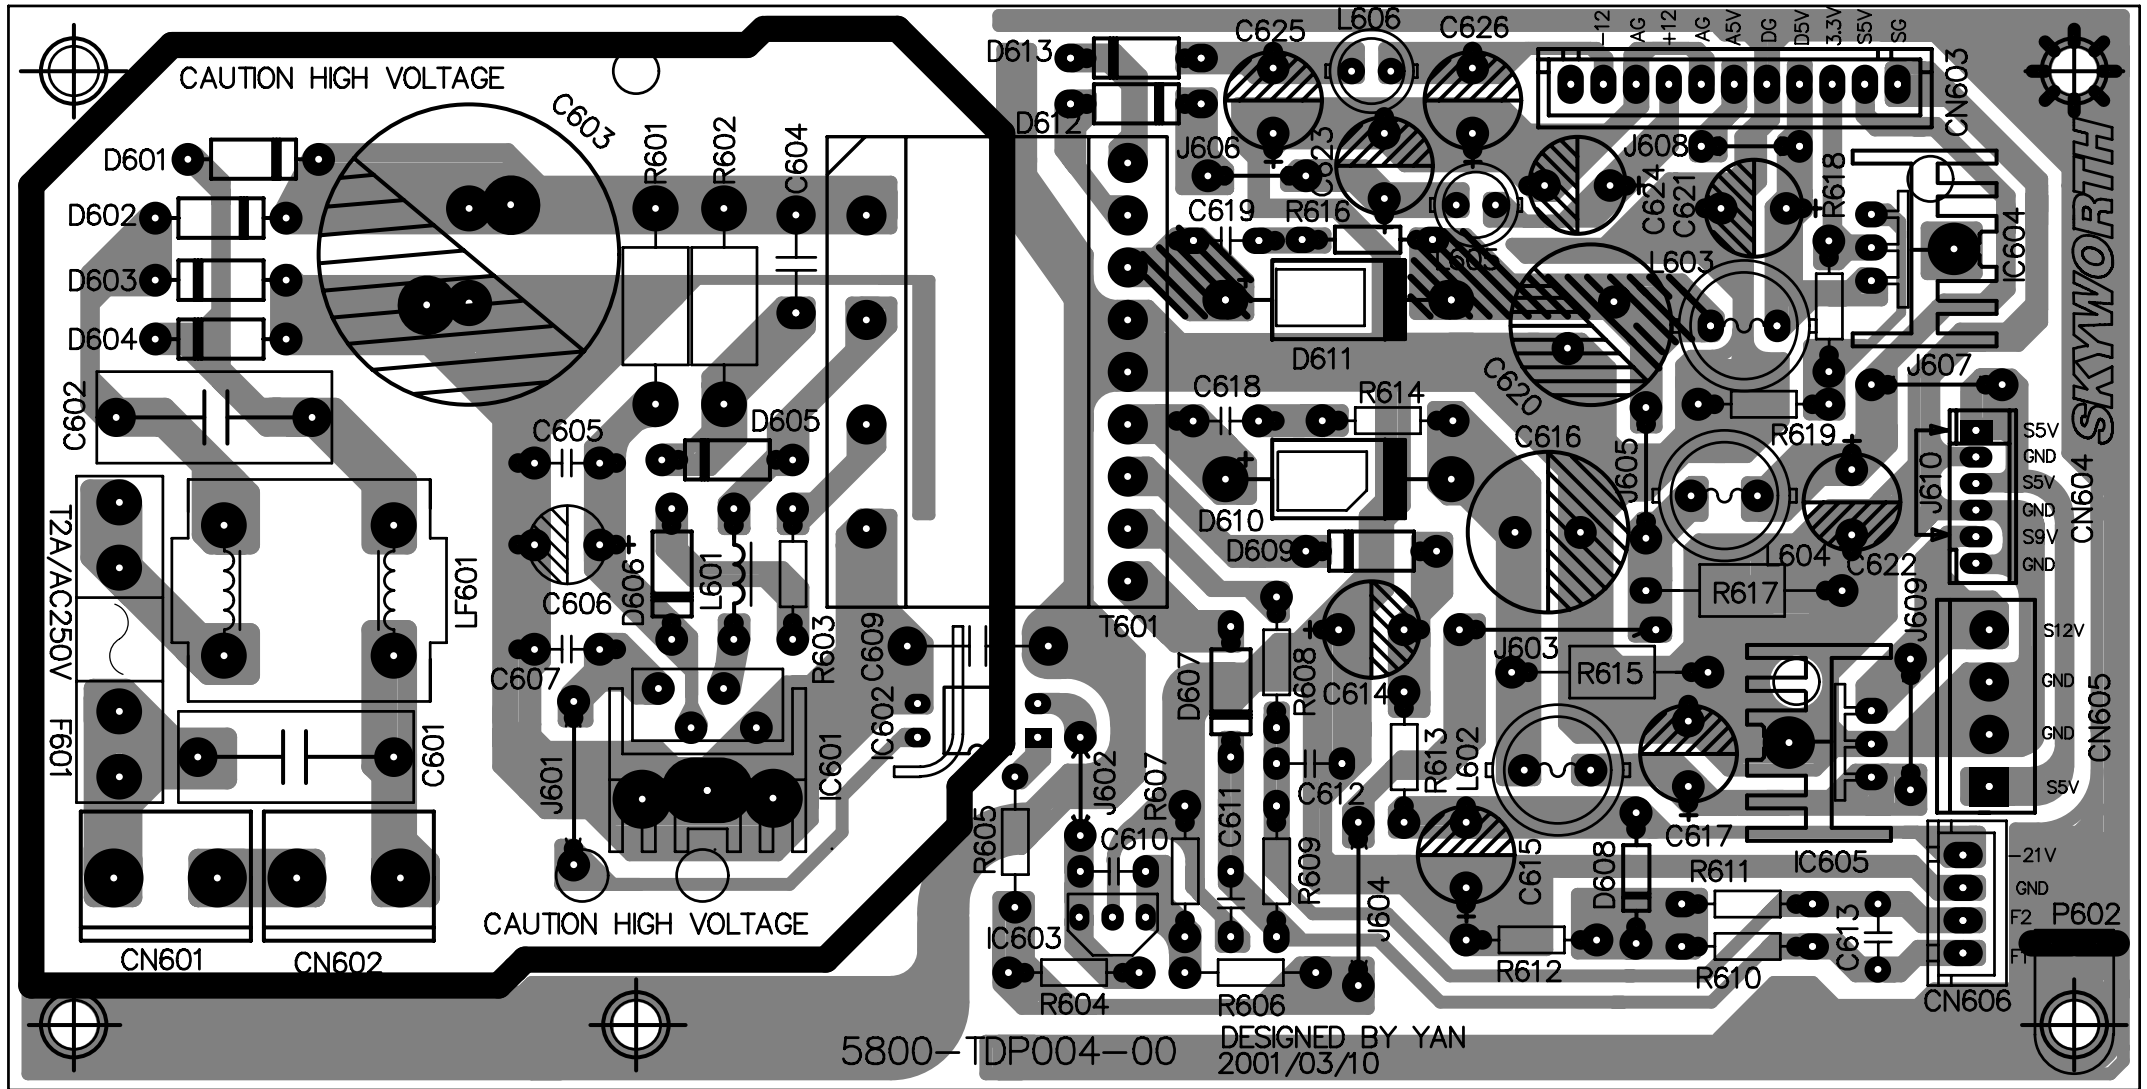 C625
L606
C626
-12
AG
+12
AG
A5V
DG
D5V
3.3V
S5V
SG
D613
CAUTION HIGH VOLTAGE
D612
C603
CN603
R601
R602
C604
D601
J606
C623
J608
C624
C621
R618
SKYWORTH
D602
C619
R616
L605
L603
IC604
D603
D604
D611
J607
C602
C618
R614
C620
R619
C605
D605
C616
J605
J610
S5V
GND
S5V
GND
S9V
GND
CN604
D610
T2A/AC250V
F601
LF601
C606
D606
L601
D609
L604
C622
R617
C607
R603
C609
T601
J603
J609
S12V
GND
GND
S5V
CN605
D607
R608
C614
R615
IC602
C601
J601
IC601
J602
R607
C612
R613
L602
C617
R605
C610
C611
R609
C615
D608
R611
IC605
-21V
GND
F2
F1
CAUTION HIGH VOLTAGE
IC603
J604
C613
P602
CN601
CN602
R604
R606
R612
R610
CN606
5800-TDP004-00
DESIGNED BY YAN
2001/03/10